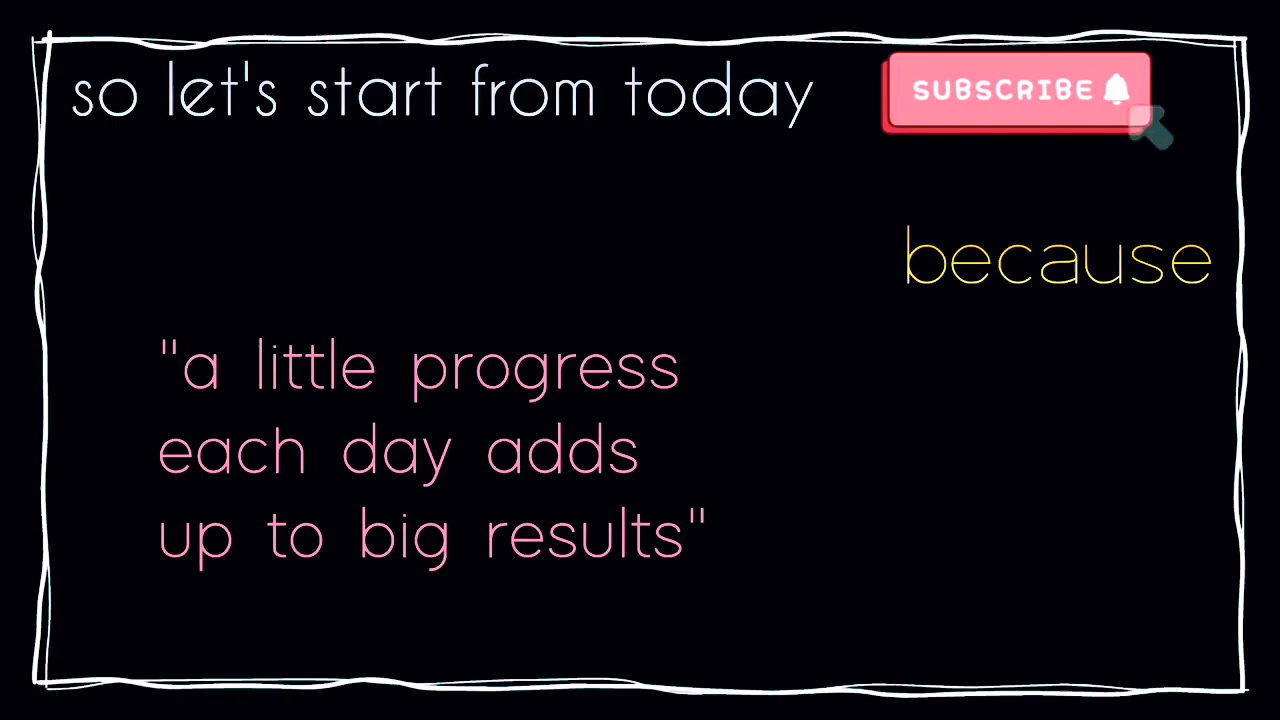 so let's start from today
SUBSCRIBE
because
"a little progress
each day adds
up to big results"